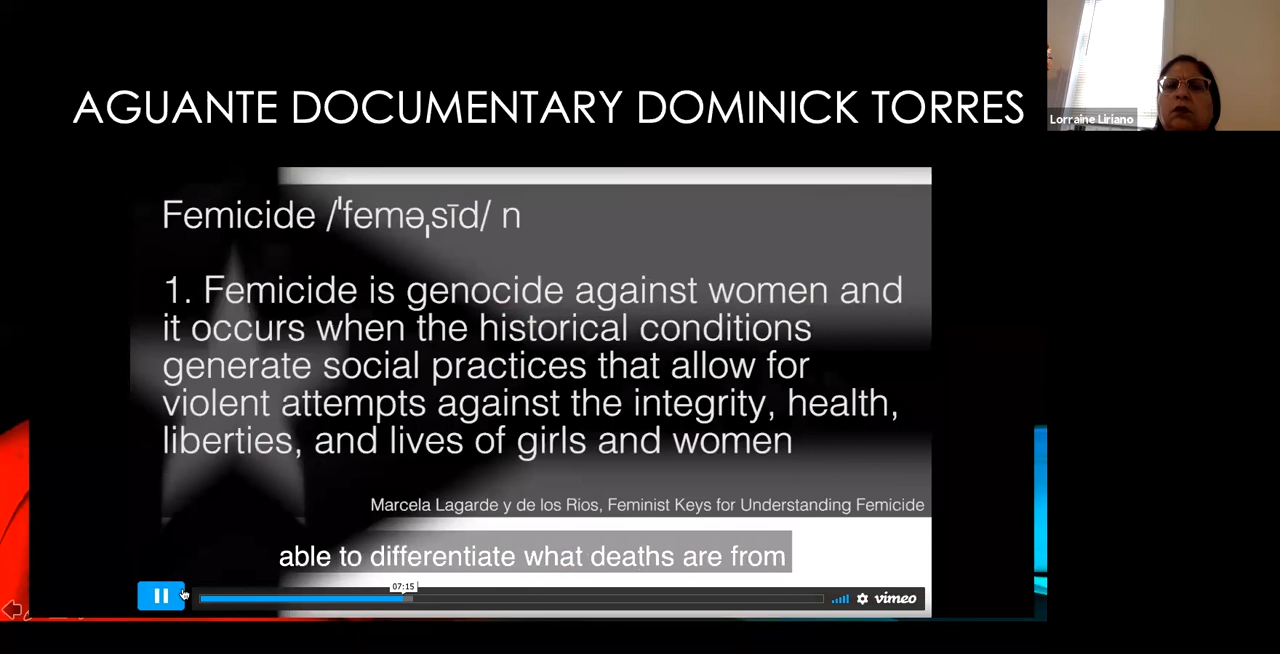 AGUANTE DOCUMENTARY DOMINICK TORRES
Lorraine Liriano
Femicide /ˈfeməˌsīd/ n
1. Femicide is genocide against women and
it occurs when the historical conditions
generate social practices that allow for
violent attempts against the integrity, health,
liberties, and lives of girls and women
Marcela Lagarde y de los Rios, Feminist Keys for Understanding Femicide
able to differentiate what deaths are from
07:15
vimeo